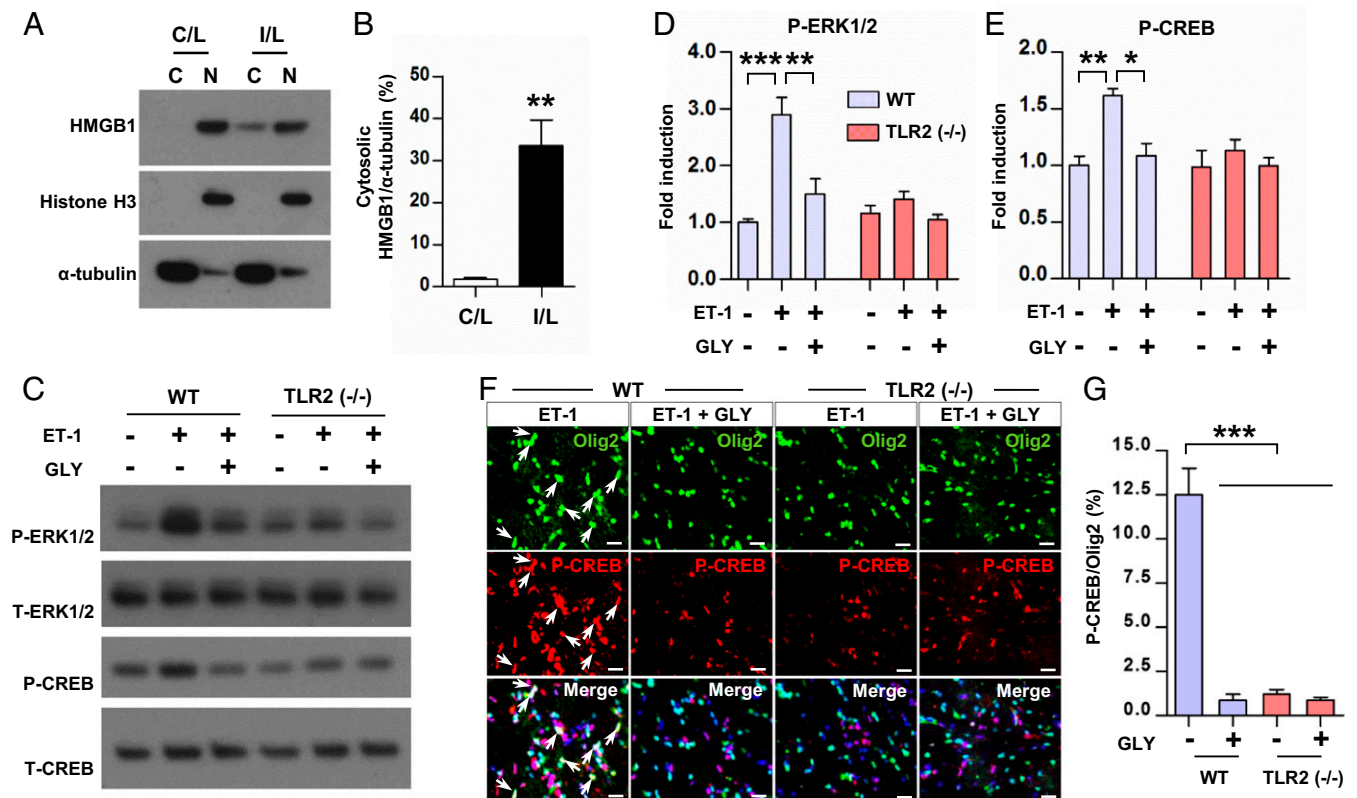 A
C/L I/L
C N C N
HMGB1
Histone H3
α-tubulin
B
Cytosolic
HMGB1/α-tubulin (%)
50
40
30
20
10
0
**
C/L I/L
D
P-ERK1/2
Fold induction
4.0
3.0
2.0
1.0
0.0
*** **
WT
TLR2 (-/-)
ET-1 - + + - + +
GLY - - + - - +
E
P-CREB
Fold induction
2.0
1.5
1.0
0.5
0.0
** *
ET-1 - + + - + +
GLY - - + - - +
C
WT TLR2 (-/-)
ET-1 - + + - + +
GLY - - + - - +
P-ERK1/2
T-ERK1/2
P-CREB
T-CREB
F
WT TLR2 (-/-)
ET-1 ET-1 + GLY ET-1 ET-1 + GLY
Olig2 Olig2 Olig2 Olig2
P-CREB P-CREB P-CREB P-CREB
Merge Merge Merge Merge
G
P-CREB/Olig2 (%)
15.0
12.5
10.0
7.5
5.0
2.5
0.0
***
GLY - + - +
WT TLR2 (-/-)